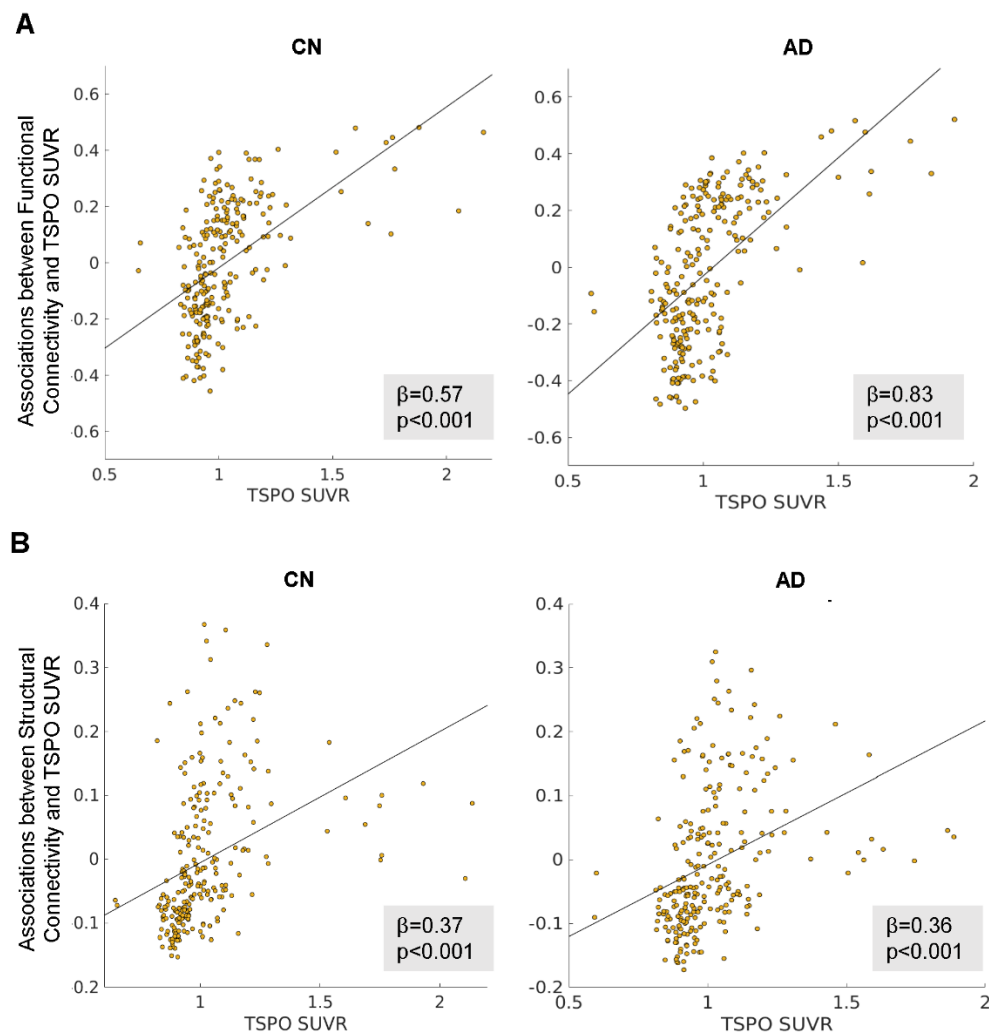 A
CN
AD
Associations between Functional
Connectivity and TSPO SUVR
0.6
0.4
0.2
0
-0.2
-0.4
-0.6
0.5
1
1.5
2
TSPO SUVR
β=0.57
p<0.001
0.6
0.4
0.2
0
-0.2
-0.4
-0.6
0.5
1
1.5
2
TSPO SUVR
β=0.83
p<0.001
B
CN
AD
Associations between Structural
Connectivity and TSPO SUVR
0.4
0.3
0.2
0.1
0
0.1
0.2
1
1.5
2
TSPO SUVR
β=0.37
p<0.001
0.4
0.3
0.2
0.1
0
-0.1
-0.2
0.5
1
1.5
2
TSPO SUVR
β=0.36
p<0.001